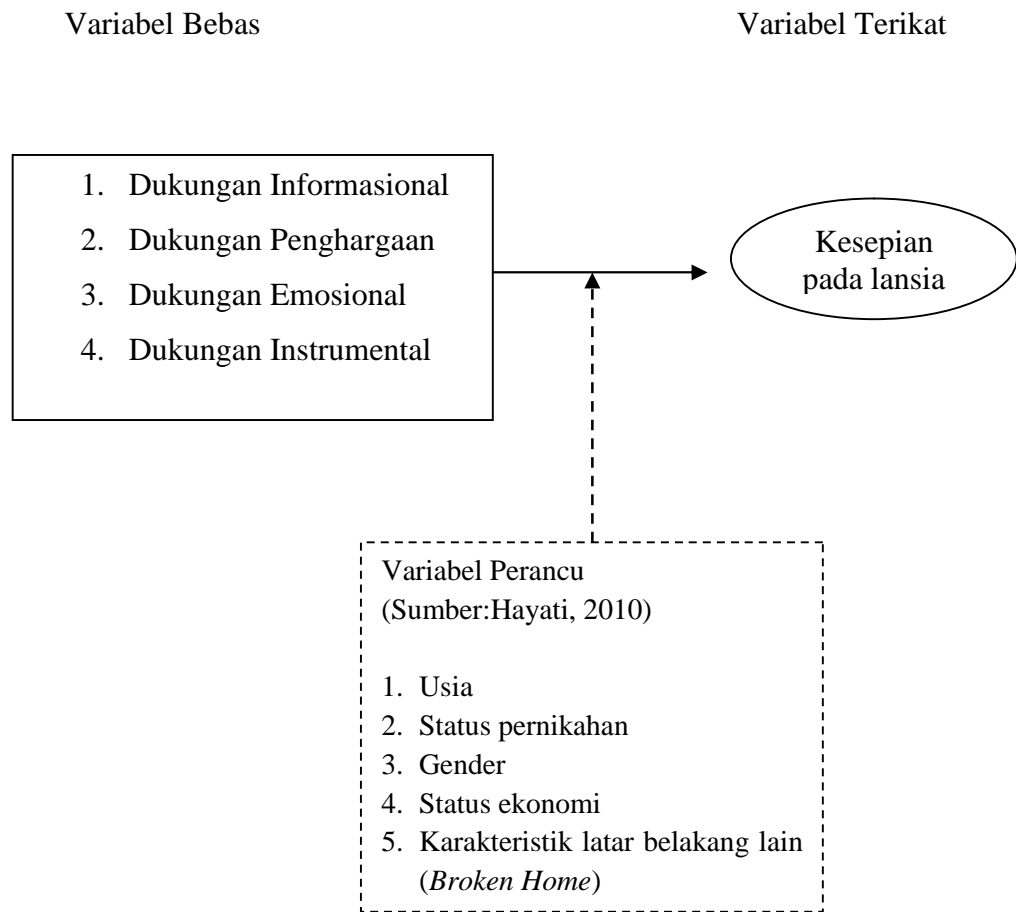 Variabel Bebas
Variabel Terikat
1. Dukungan Informasional
2. Dukungan Penghargaan
3. Dukungan Emosional
4. Dukungan Instrumental
Kesepian
pada lansia
Variabel Perancu
(Sumber:Hayati, 2010)
1. Usia
2. Status pernikahan
3. Gender
4. Status ekonomi
5. Karakteristik latar belakang lain
(Broken Home)